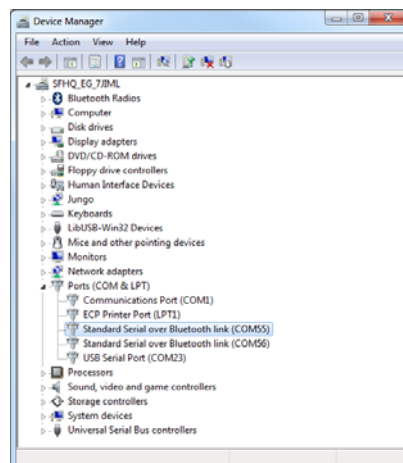 Device Manager
File Action View Help
SFHQ_EG_7JIML
Bluetooth Radios
Computer
Disk drives
Display adapters
DVD/CD-ROM drives
Floppy drive controllers
Human Interface Devices
Jungo
Keyboards
LibUSB-Win32 Devices
Mice and other pointing devices
Monitors
Network adapters
Ports (COM & LPT)
Communications Port (COM1)
ECP Printer Port (LPT1)
Standard Serial over Bluetooth link (COM55)
Standard Serial over Bluetooth link (COM56)
USB Serial Port (COM23)
Processors
Sound, video and game controllers
Storage controllers
System devices
Universal Serial Bus controllers